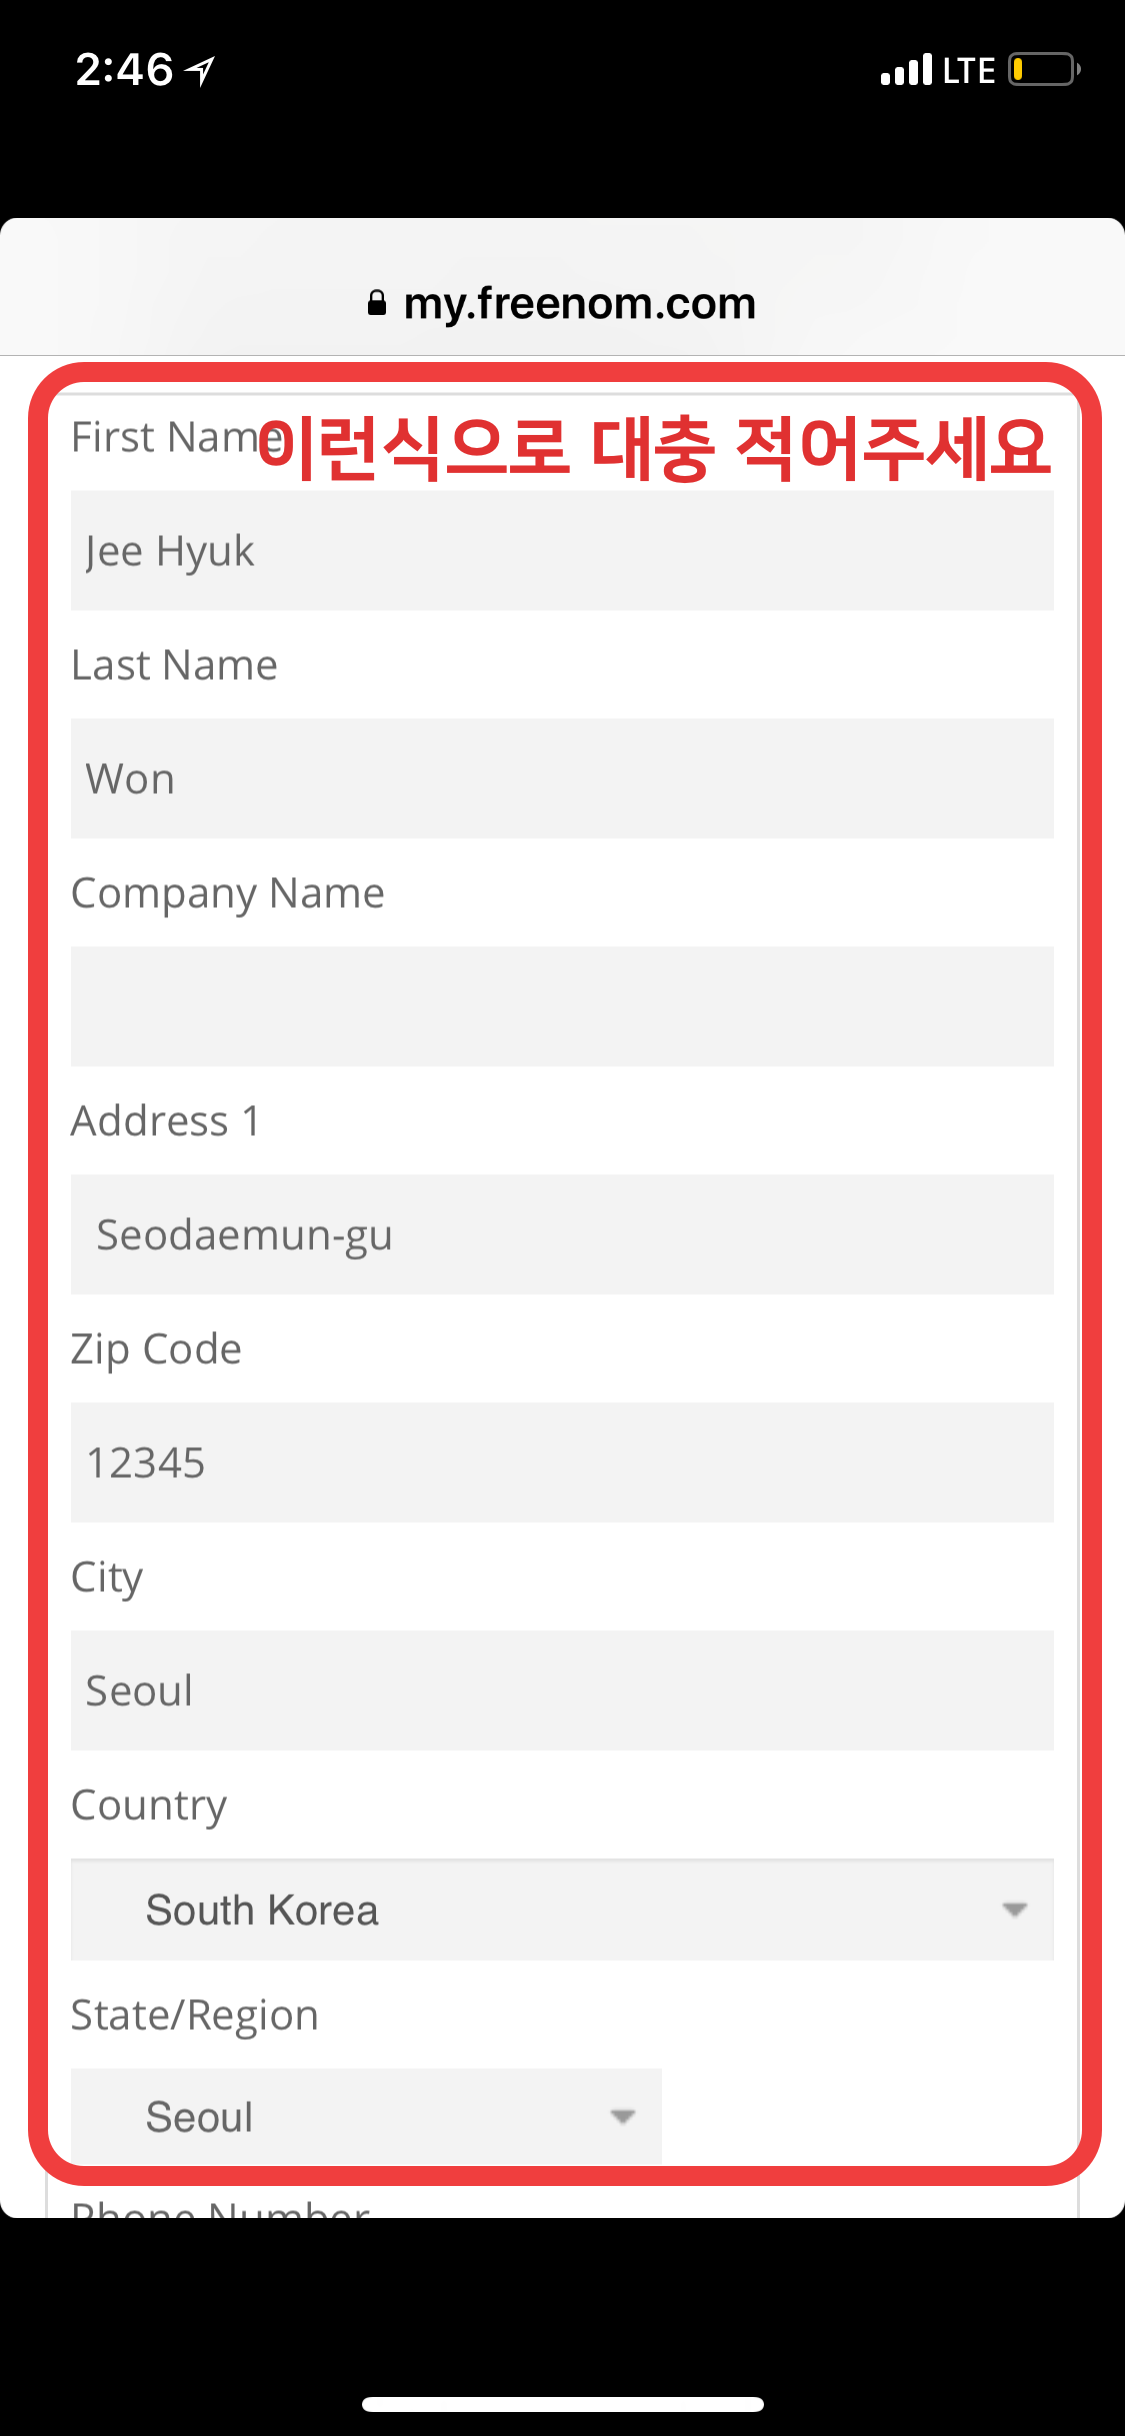 2:46
LTE
my.freenom.com
First Name
이런식으로 대충 적어주세요
Jee Hyuk
Last Name
Won
Company Name
Address 1
Seodaemun-gu
Zip Code
12345
City
Seoul
Country
South Korea
State/Region
Seoul
Phone Number